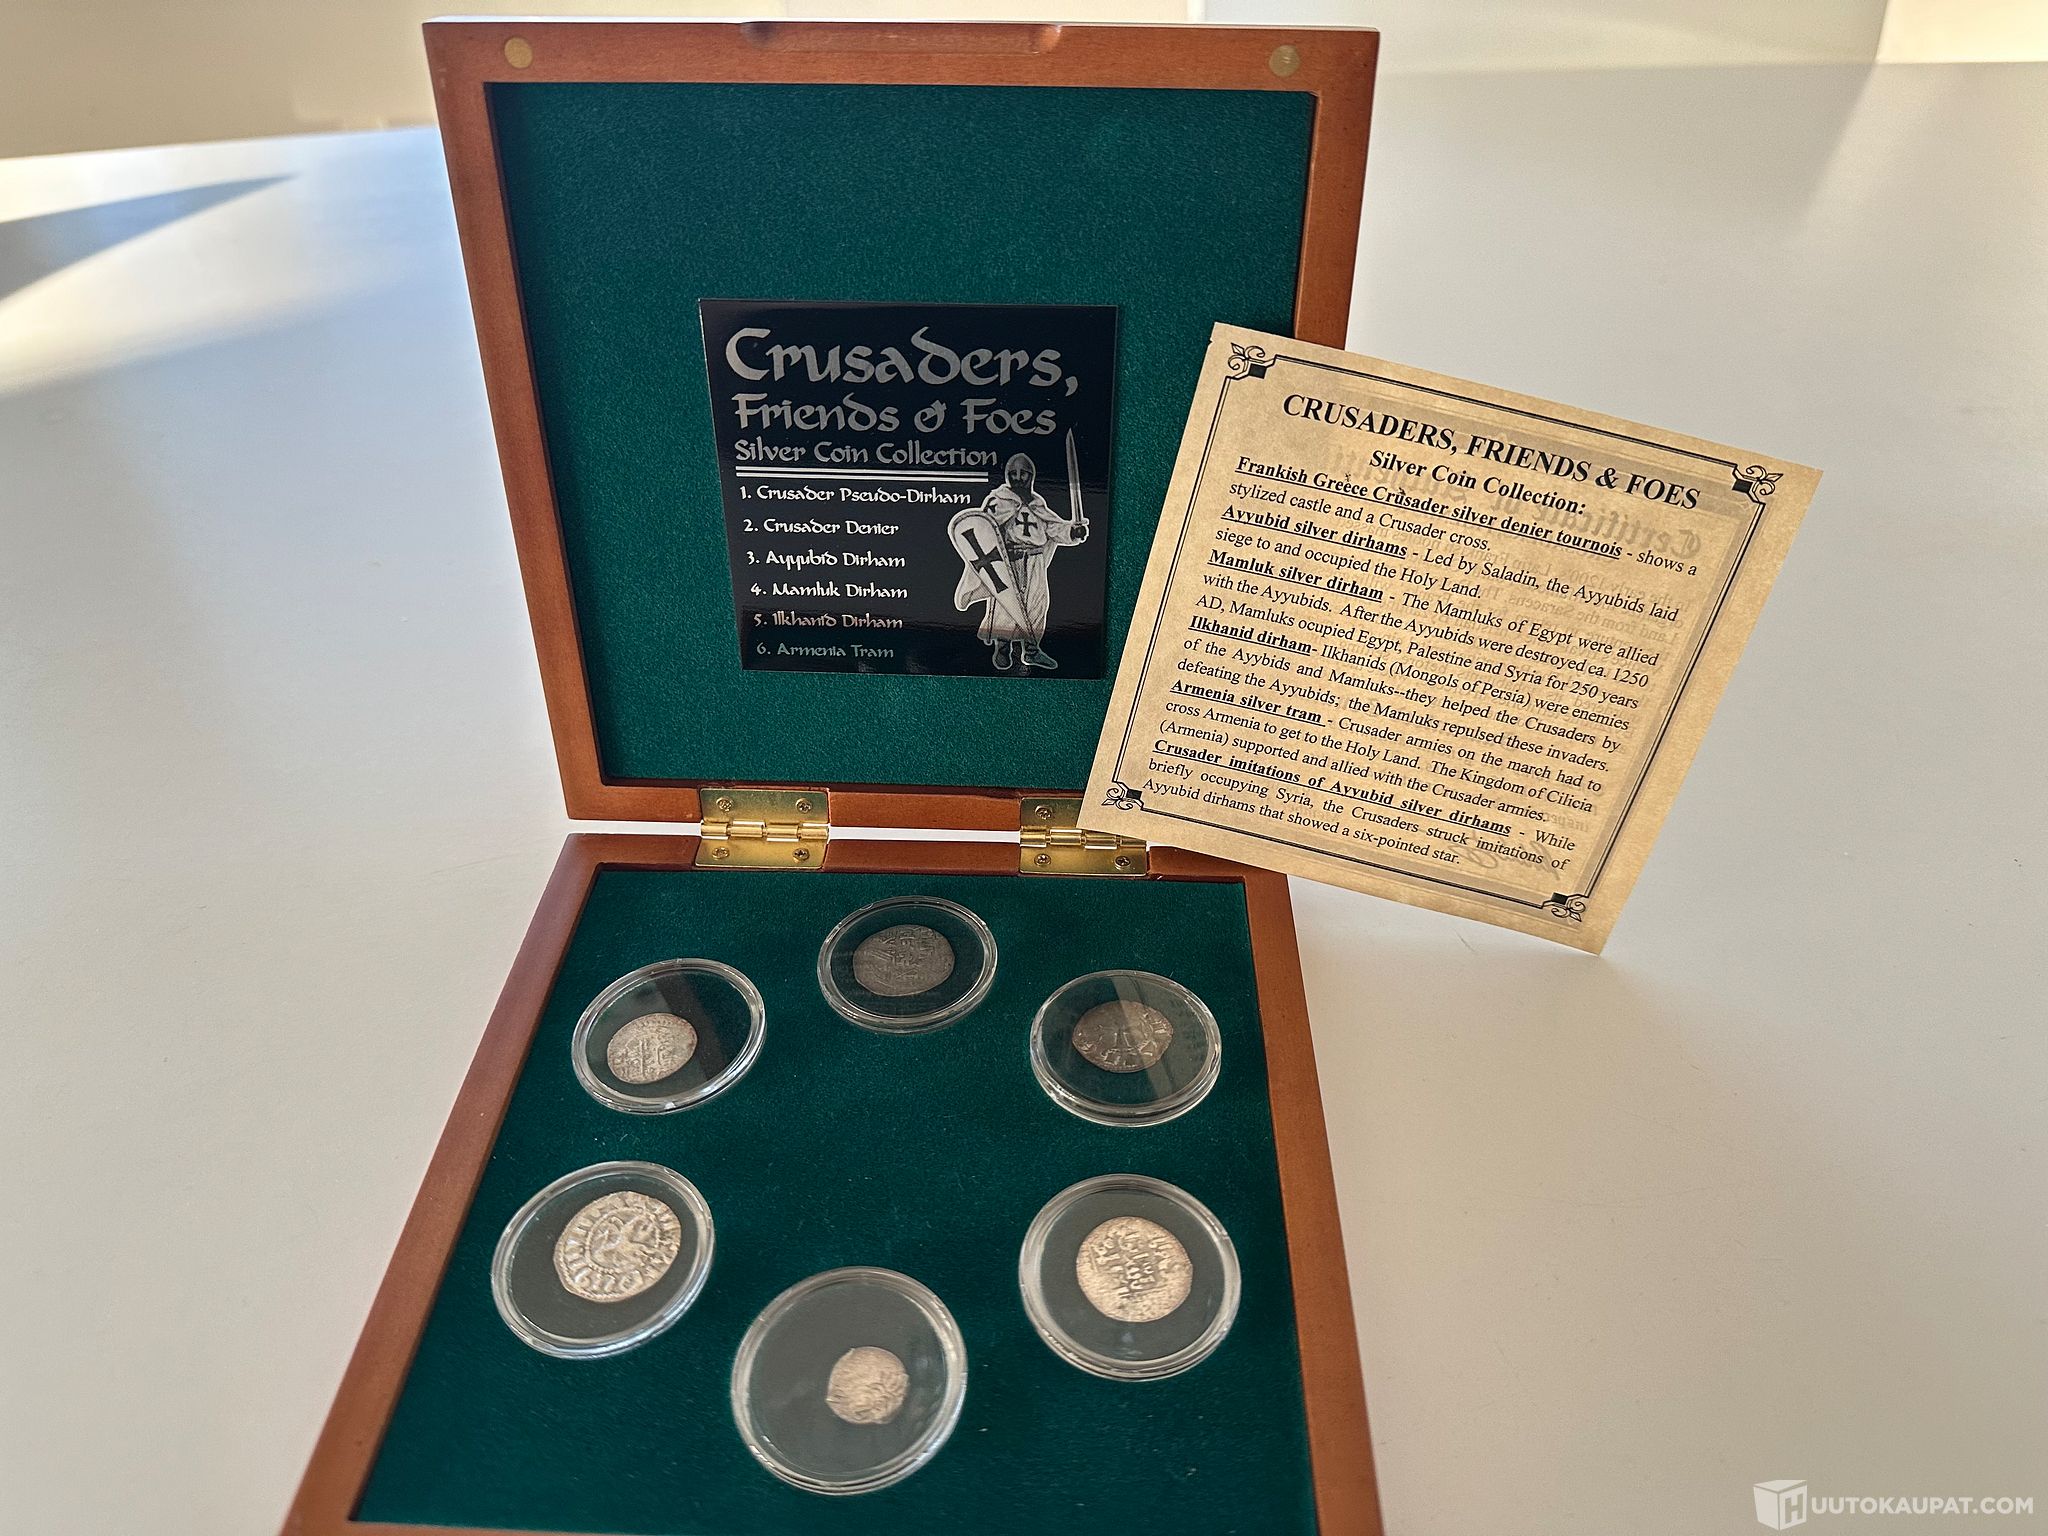 Crusaders,
Friends & Foes
Silver Coin Collection
1. Crusader Pseudo-Dirham
2. Crusader Denier
3. Ayyubid Dirham
4. Mamluk Dirham
5. Ilkhanid Dirham
6. Armenia Tram
CRUSADERS, FRIENDS & FOES
Silver Coin Collection:
Frankish Greece Crusader silver denier tournois - shows a
stylized castle and a Crusader cross.
Ayyubid silver dirhams - Led by Saladin, the Ayyubids laid
siege to and occupied the Holy Land.
Mamluk silver dirham - The Mamluks of Egypt were allied
with the Ayyubids. After the Ayyubids were destroyed ca. 1250
AD, Mamluks ocupied Egypt, Palestine and Syria for 250 years
Ilkhanid dirham- Ilkhanids (Mongols of Persia) were enemies
of the Ayybids and Mamluks--they helped the Crusaders by
defeating the Ayyubids; the Mamluks repulsed these invaders.
Armenia silver tram - Crusader armies on the march had to
cross Armenia to get to the Holy Land. The Kingdom of Cilicia
(Armenia) supported and allied with the Crusader armies.
Crusader imitations of Ayyubid silver dirhams - While
briefly occupying Syria, the Crusaders struck imitations of
Ayyubid dirhams that showed a six-pointed star.
HUUTOKAUPAT.COM